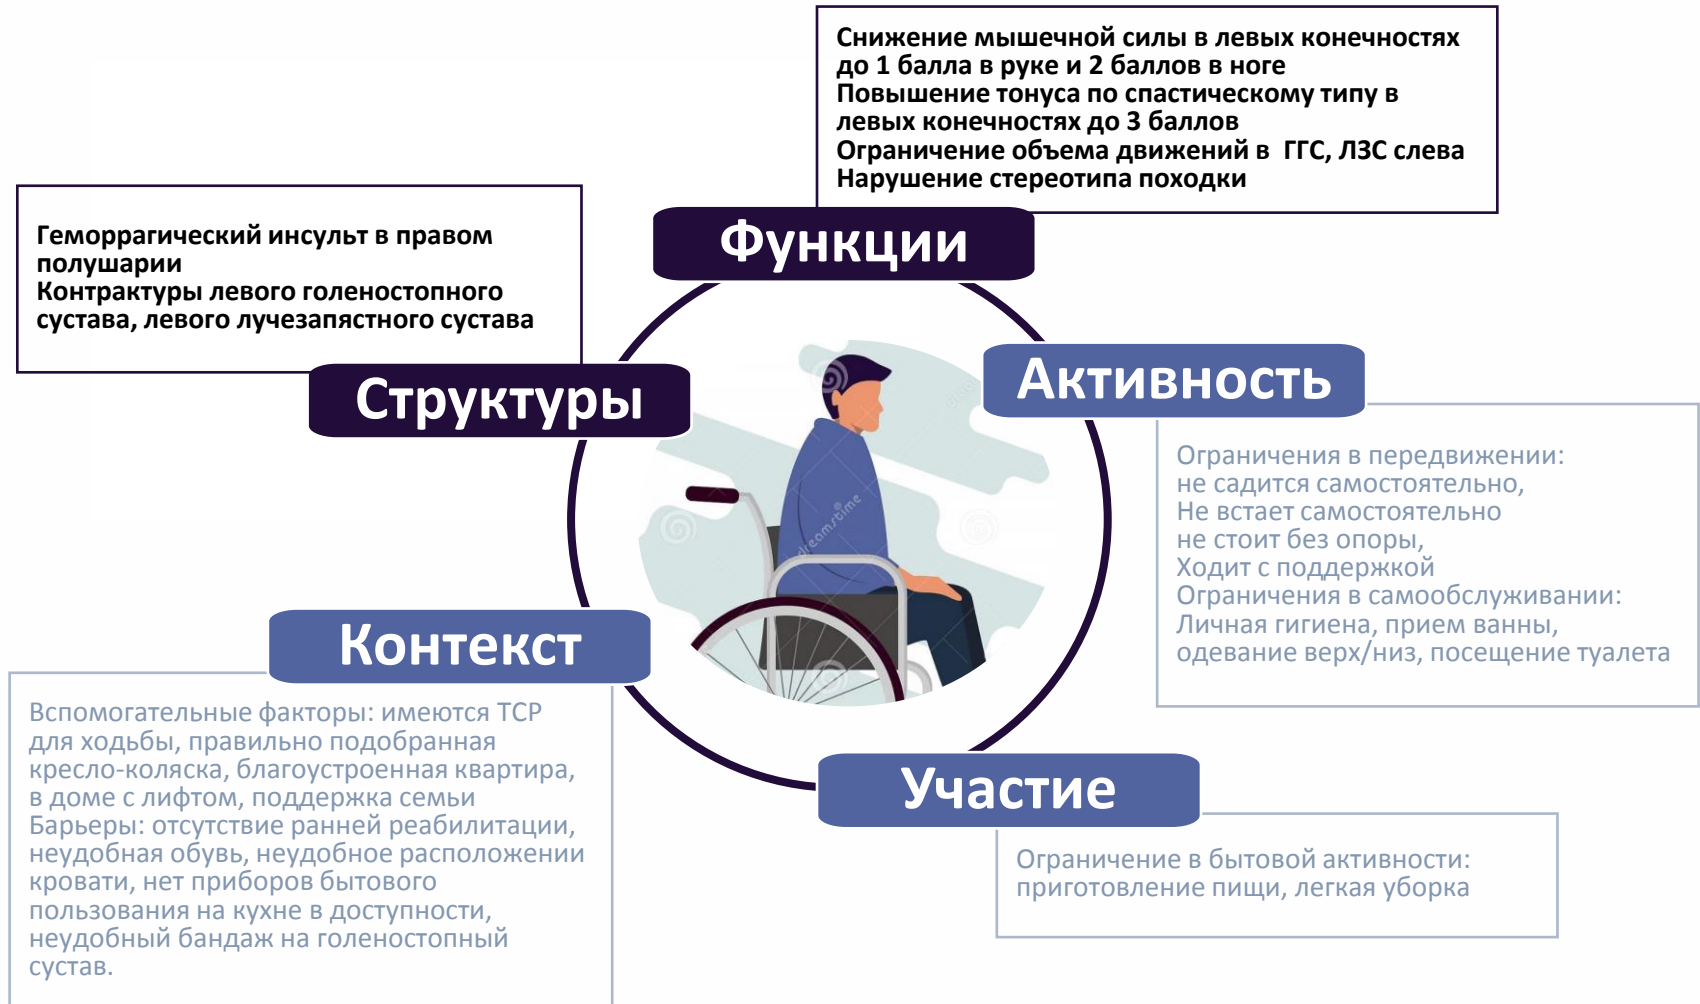 Снижение мышечной силы в левых конечностях
до 1 балла в руке и 2 баллов в ноге
Повышение тонуса по спастическому типу в
левых конечностях до 3 баллов
Ограничение объема движений в ГГС, ЛЗС слева
Нарушение стереотипа походки
Функции
Геморрагический инсульт в правом
полушарии
Контрактуры левого голеностопного
сустава, левого лучезапястного сустава
Структуры
Активность
Ограничения в передвижении:
не садится самостоятельно,
Не встает самостоятельно
не стоит без опоры,
Ходит с поддержкой
Ограничения в самообслуживании:
Личная гигиена, прием ванны,
одевание верх/низ, посещение туалета
dreamstime
Контекст
Вспомогательные факторы: имеются ТСР
для ходьбы, правильно подобранная
кресло-коляска, благоустроенная квартира,
в доме с лифтом, поддержка семьи
Барьеры: отсутствие ранней реабилитации,
неудобная обувь, неудобное расположении
кровати, нет приборов бытового
пользования на кухне в доступности,
неудобный бандаж на голеностопный
сустав.
Участие
Ограничение в бытовой активности:
приготовление пищи, легкая уборка